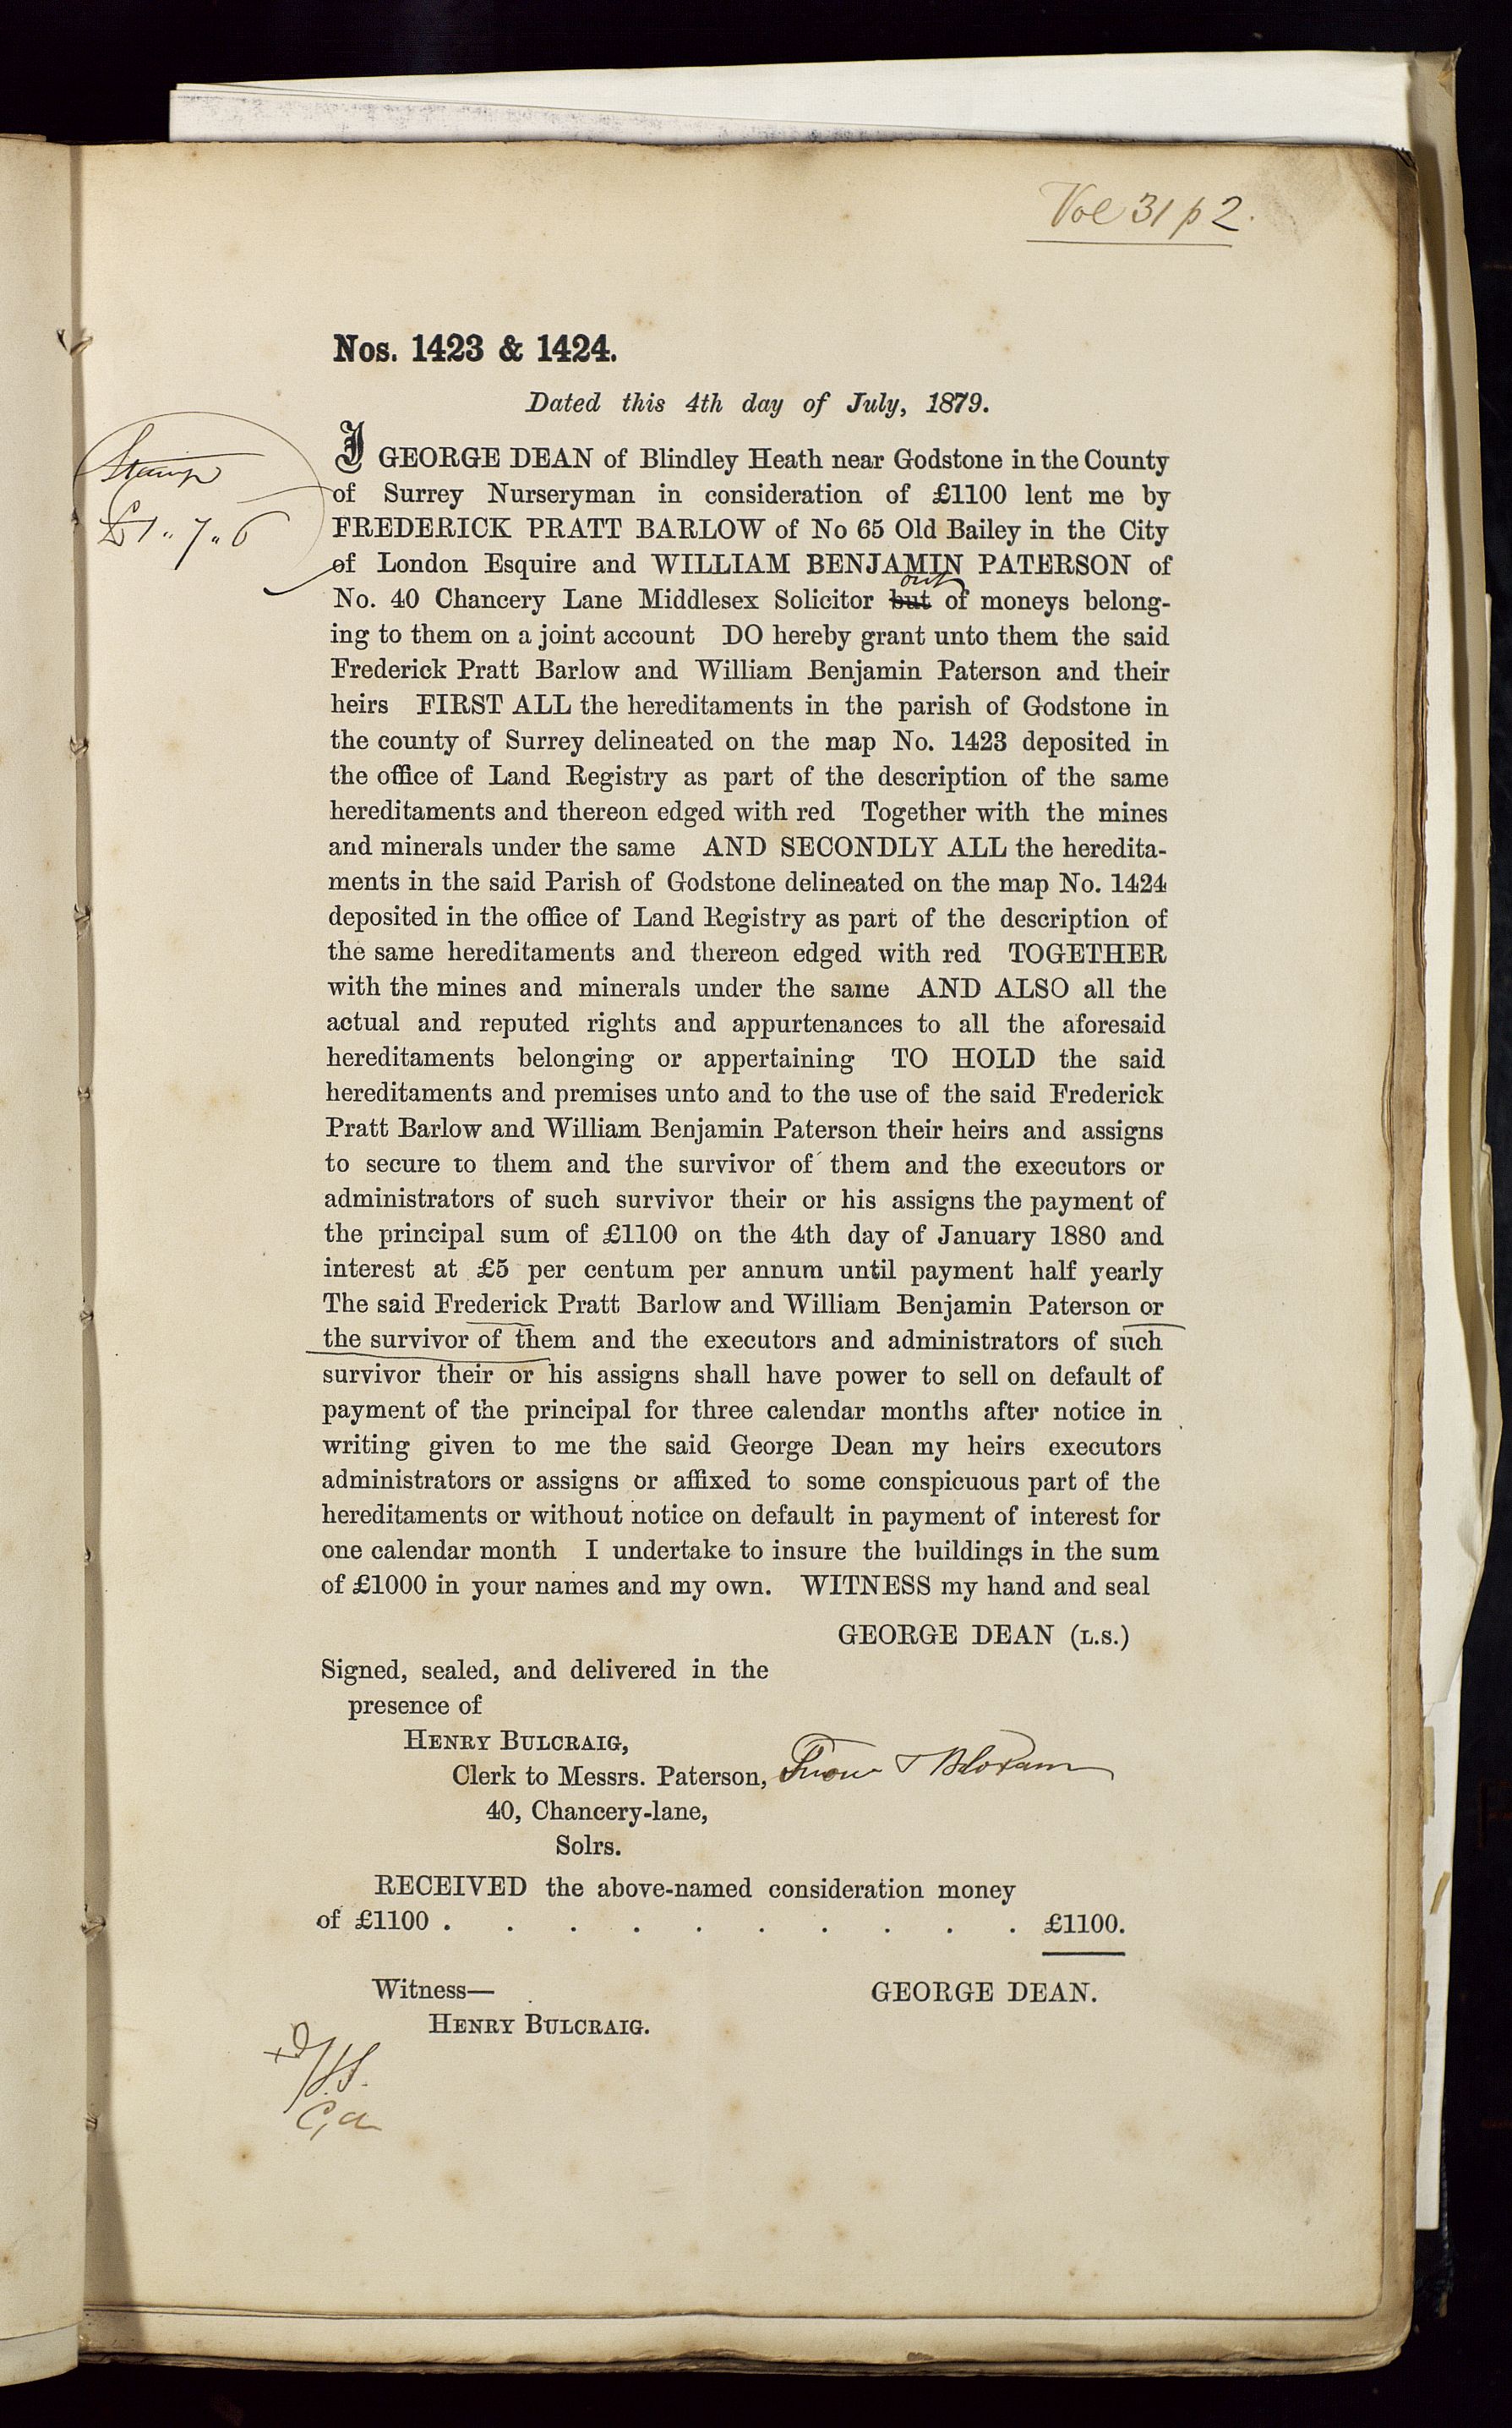 Vol 31 p 2.
Nos. 1423 & 1424.
Dated this 4th day of July, 1879.
Stamp
£1 " 7 " 6
I GEORGE DEAN of Blindley Heath near Godstone in the County
of Surrey Nurseryman in consideration of £1100 lent me by
FREDERICK PRATT BARLOW of No 65 Old Bailey in the City
of London Esquire and WILLIAM BENJAMIN PATERSON of
out
No. 40 Chancery Lane Middlesex Solicitor but of moneys belong-
ing to them on a joint account DO hereby grant unto them the said
Frederick Pratt Barlow and William Benjamin Paterson and their
heirs FIRST ALL the hereditaments in the parish of Godstone in
the county of Surrey delineated on the map No. 1423 deposited in
the office of Land Registry as part of the description of the same
hereditaments and thereon edged with red Together with the mines
and minerals under the same AND SECONDLY ALL the heredita-
ments in the said Parish of Godstone delineated on the map No. 1424
deposited in the office of Land Registry as part of the description of
the same hereditaments and thereon edged with red TOGETHER
with the mines and minerals under the same AND ALSO all the
actual and reputed rights and appurtenances to all the aforesaid
hereditaments belonging or appertaining TO HOLD the said
hereditaments and premises unto and to the use of the said Frederick
Pratt Barlow and William Benjamin Paterson their heirs and assigns
to secure to them and the survivor of them and the executors or
administrators of such survivor their or his assigns the payment of
the principal sum of £1100 on the 4th day of January 1880 and
interest at £5 per centum per annum until payment half yearly
The said Frederick Pratt Barlow and William Benjamin Paterson or
the survivor of them and the executors and administrators of such
survivor their or his assigns shall have power to sell on default of
payment of the principal for three calendar months after notice in
writing given to me the said George Dean my heirs executors
administrators or assigns or affixed to some conspicuous part of the
hereditaments or without notice on default in payment of interest for
one calendar month I undertake to insure the buildings in the sum
of £1000 in your names and my own. WITNESS my hand and seal
GEORGE DEAN (L.S.)
Signed, sealed, and delivered in the
presence of
HENRY BULCRAIG,
Clerk to Messrs. Paterson, Snow & Bloxam
40, Chancery-lane,
Solrs.
RECEIVED the above-named consideration money
of £1100 . . . . . . . . . . £1100.
Witness— GEORGE DEAN.
HENRY BULCRAIG.